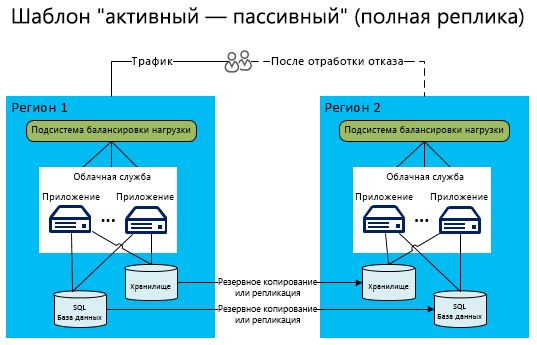 Шаблон "активный — пассивный" (полная реплика)
Трафик
После отработки отказа
Регион 1
Подсистема балансировки нагрузки
Облачная служба
Приложение
Приложение
Хранилище
SQL
База данных
Резервное копирование
или репликация
Резервное копирование
или репликация
Регион 2
Подсистема балансировки нагрузки
Облачная служба
Приложение
Приложение
Хранилище
SQL
База данных